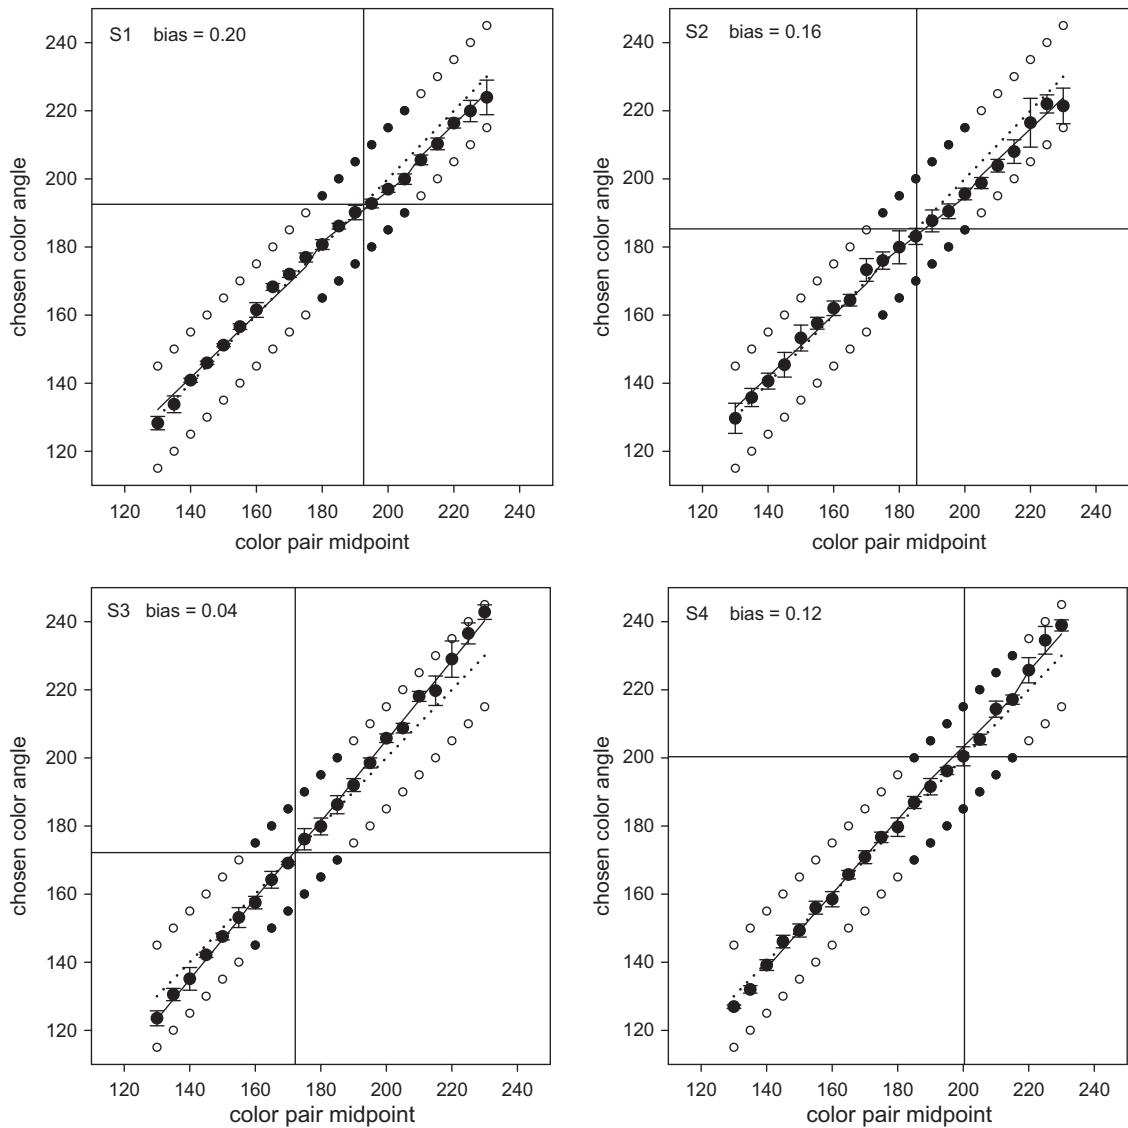 S1 bias = 0.20
240
220
200
180
160
140
120
chosen color angle
120 140 160 180 200 220 240
color pair midpoint
S2 bias = 0.16
240
220
200
180
160
140
120
chosen color angle
120 140 160 180 200 220 240
color pair midpoint
S3 bias = 0.04
240
220
200
180
160
140
120
chosen color angle
120 140 160 180 200 220 240
color pair midpoint
S4 bias = 0.12
240
220
200
180
160
140
120
chosen color angle
120 140 160 180 200 220 240
color pair midpoint